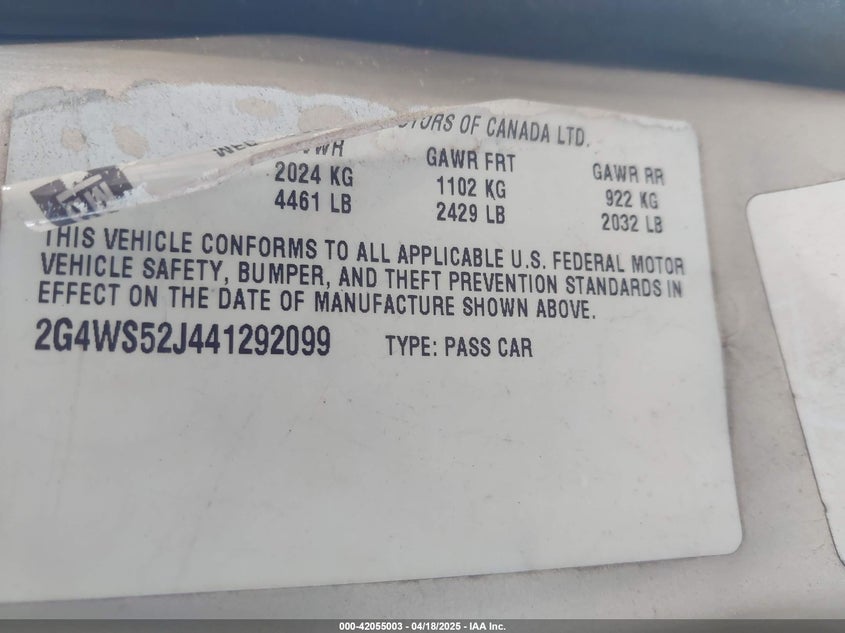 TORS OF CANADA LTD.
VWR GAWR FRT GAWR RR
2024 KG 1102 KG 922 KG
4461 LB 2429 LB 2032 LB
THIS VEHICLE CONFORMS TO ALL APPLICABLE U.S. FEDERAL MOTOR
VEHICLE SAFETY, BUMPER, AND THEFT PREVENTION STANDARDS IN
EFFECT ON THE DATE OF MANUFACTURE SHOWN ABOVE.
2G4WS52J441292099 TYPE: PASS CAR
000-42055003 - 04/18/2025 - IAA Inc.